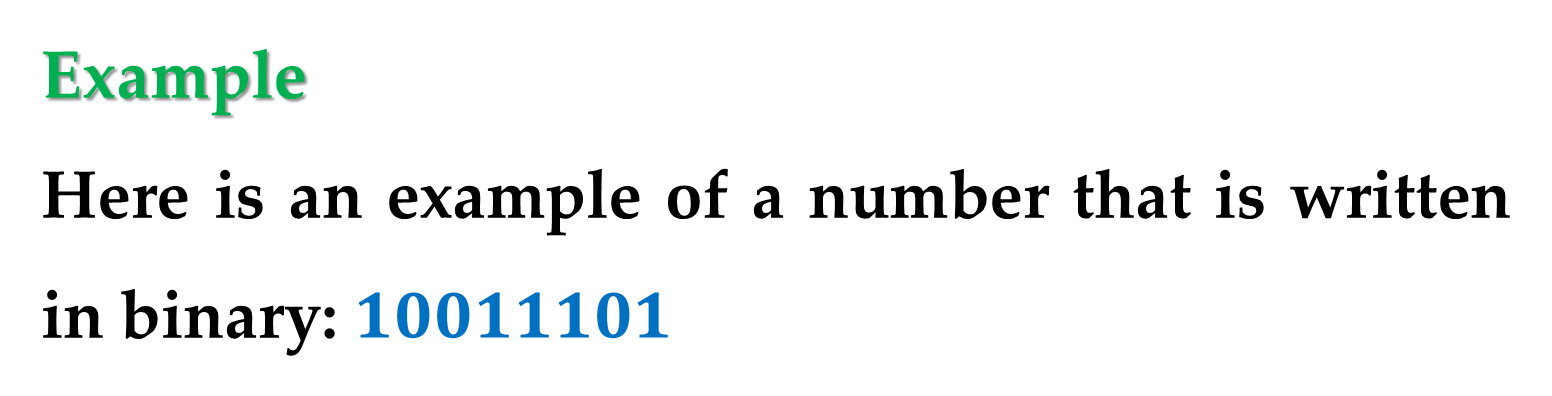 Example
Here is an example of a number that is written
in binary: 10011101